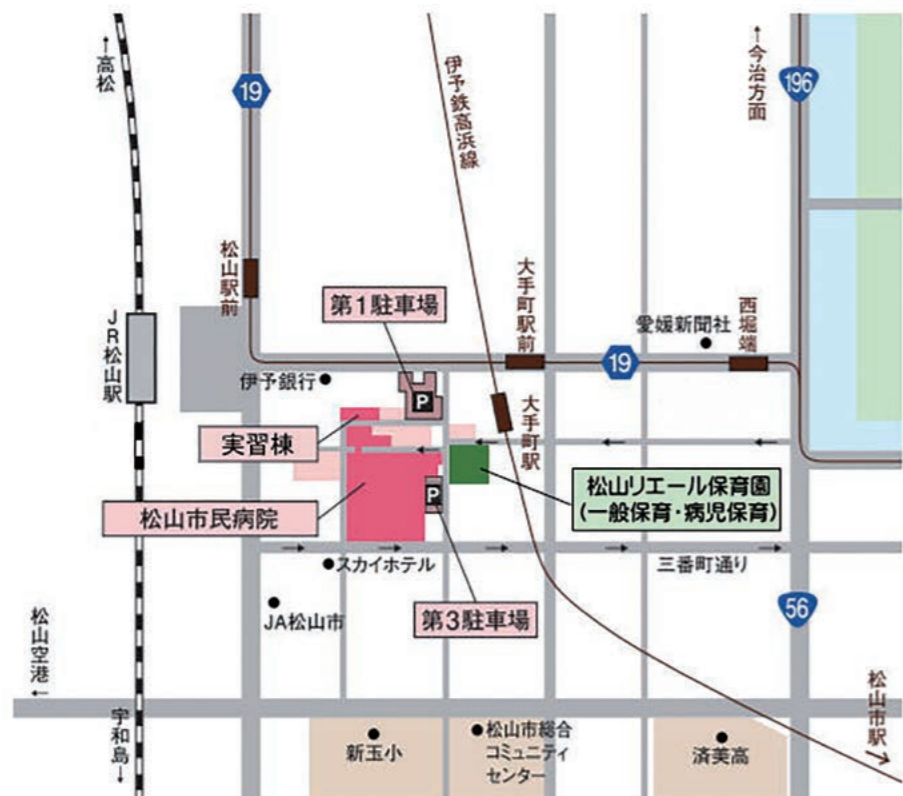 ←高松
19
伊予鉄高浜線
←今治方面
196
松山駅前
第1駐車場
大手町駅前
愛媛新聞社
西堀端
JR松山駅
伊予銀行
19
P
大手町駅
実習棟
松山リエール保育園
(一般保育・病児保育)
松山市民病院
P
スカイホテル
三番町通り
JA松山市
第3駐車場
56
松山空港
←
宇和島→
松山市駅
新玉小
松山市総合
コミュニティ
センター
済美高